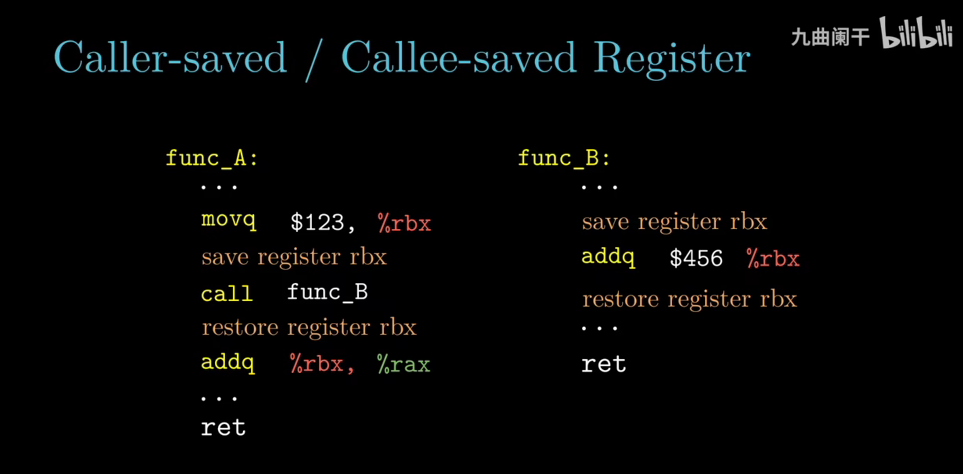 九曲阑干 bilibili
Caller-saved / Callee-saved Register
func_A:
...
movq $123, %rbx
save register rbx
call func_B
restore register rbx
addq %rbx, %rax
...
ret
func_B:
...
save register rbx
addq $456 %rbx
restore register rbx
...
ret